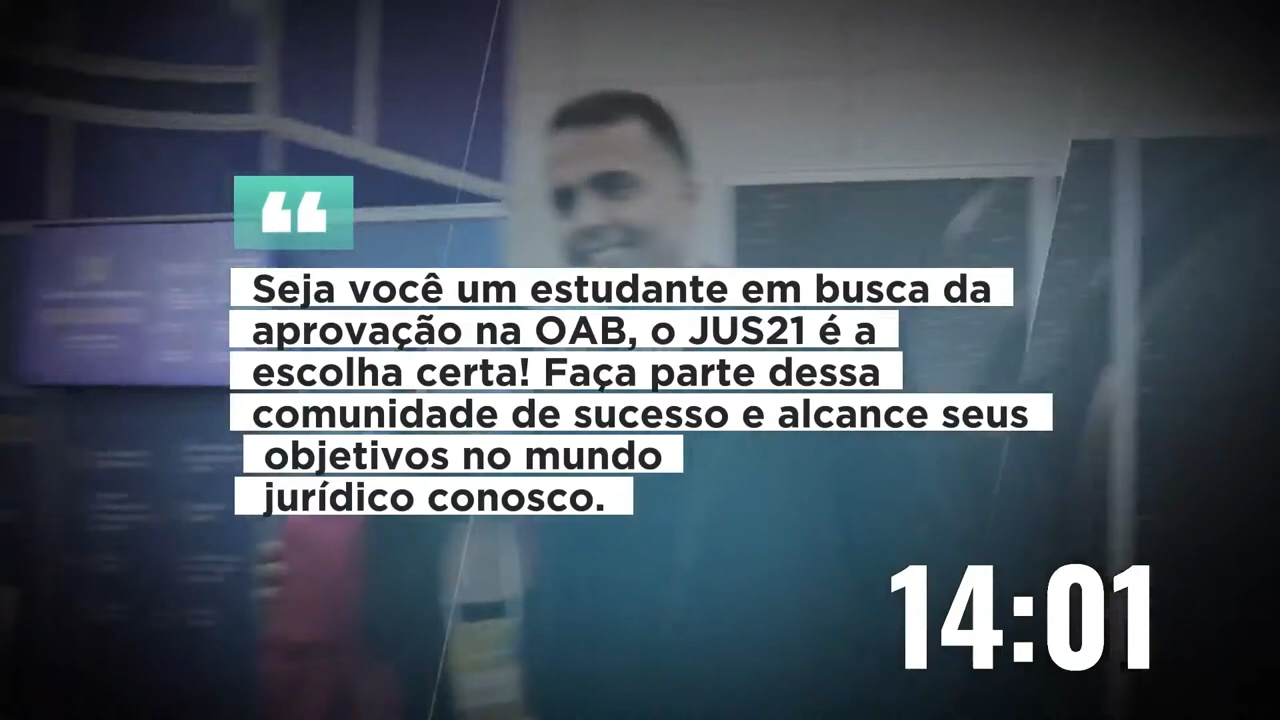 “
Seja você um estudante em busca da
aprovação na OAB, o JUS21 é a
escolha certa! Faça parte dessa
comunidade de sucesso e alcance seus
objetivos no mundo
jurídico conosco.
14:01